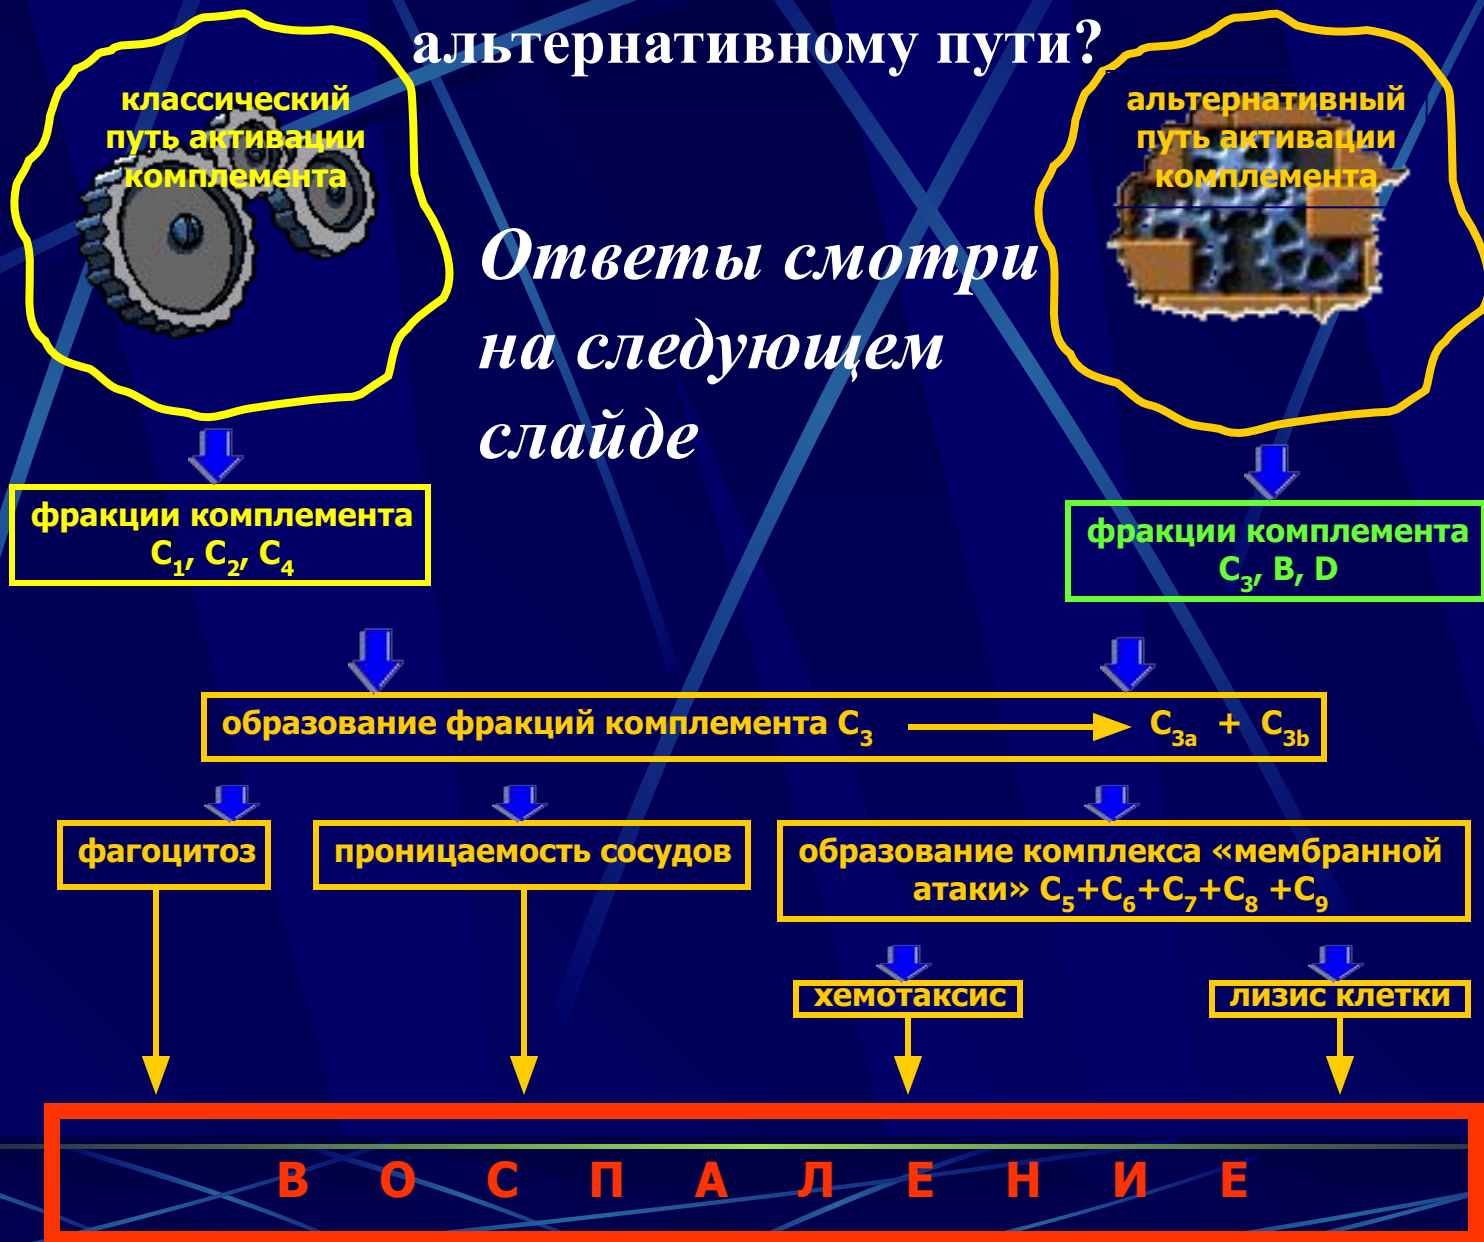 альтернативному пути?
классический
путь активации
комплемента
альтернативный
путь активации
комплемента
Ответы смотри
на следующем
слайде
фракции комплемента
C1, C2, C4
фракции комплемента
C3, B, D
образование фракций комплемента C3 C3a + C3b
фагоцитоз
проницаемость сосудов
образование комплекса «мембранной
атаки» C5+C6+C7+C8 +C9
хемотаксис
лизис клетки
В О С П А Л Е Н И Е